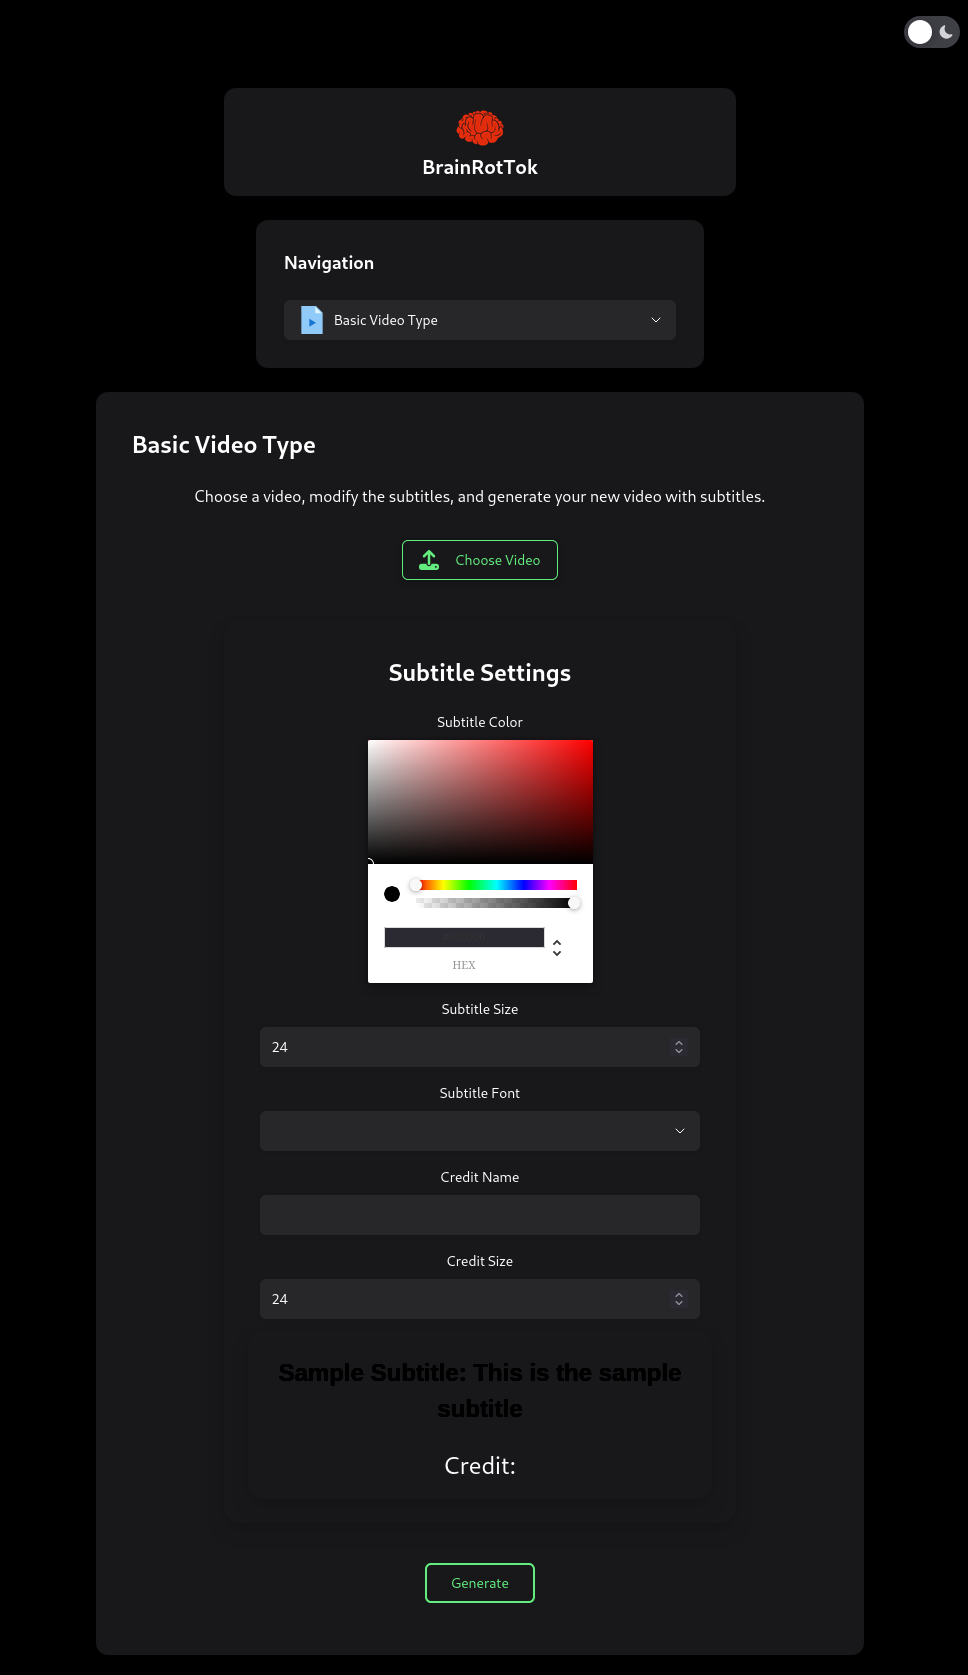 BrainRotTok
Navigation
Basic Video Type
Basic Video Type
Choose a video, modify the subtitles, and generate your new video with subtitles.
Choose Video
Subtitle Settings
Subtitle Color
HEX
Subtitle Size
24
Subtitle Font
Credit Name
Credit Size
24
Sample Subtitle: This is the sample
subtitle
Credit:
Generate